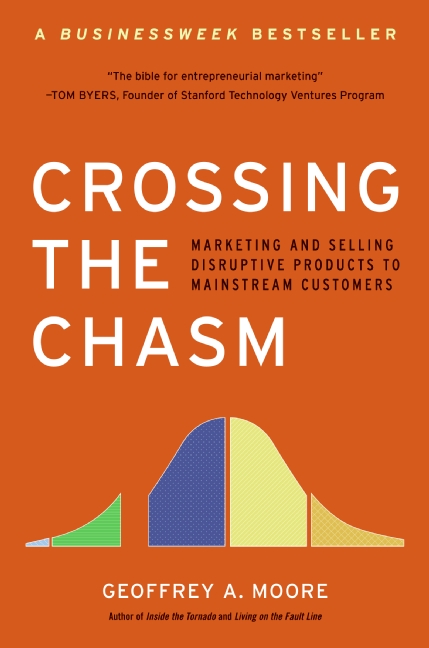 A BUSINESSWEEK BESTSELLER
“The bible for entrepreneurial marketing”
–TOM BYERS, Founder of Stanford Technology Ventures Program
CROSSING
THE
MARKETING AND SELLING
DISRUPTIVE PRODUCTS TO
MAINSTREAM CUSTOMERS
CHASM
GEOFFREY A. MOORE
Author of Inside the Tornado and Living on the Fault Line